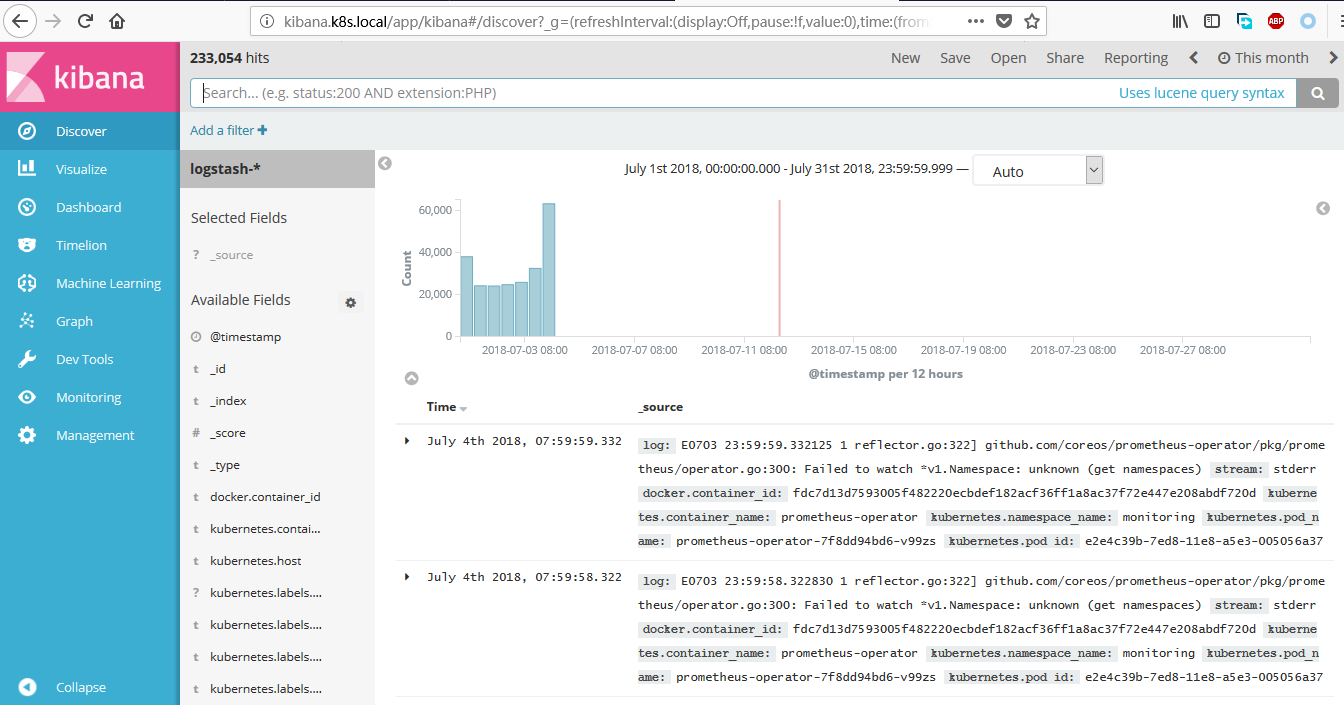 kibana.k8s.local/app/kibana#/discover?_g=(refreshInterval:(display:Off,pause:!f,value:0),time:(from
ABP
kibana
Discover
Visualize
Dashboard
Timelion
Machine Learning
Graph
Dev Tools
Monitoring
Management
Collapse
233,054 hits
New Save Open Share Reporting This month
Search... (e.g. status:200 AND extension:PHP) Uses lucene query syntax
Add a filter +
logstash-*
Selected Fields
? _source
Available Fields
@timestamp
t _id
t _index
# _score
t _type
t docker.container_id
t kubernetes.contai...
t kubernetes.host
? kubernetes.labels....
t kubernetes.labels....
t kubernetes.labels....
t kubernetes.labels....
July 1st 2018, 00:00:00.000 - July 31st 2018, 23:59:59.999 — Auto
Count
60,000
40,000
20,000
0
2018-07-03 08:00 2018-07-07 08:00 2018-07-11 08:00 2018-07-15 08:00 2018-07-19 08:00 2018-07-23 08:00 2018-07-27 08:00
@timestamp per 12 hours
Time _source
July 4th 2018, 07:59:59.332 log: E0703 23:59:59.332125 1 reflector.go:322] github.com/coreos/prometheus-operator/pkg/prome
theus/operator.go:300: Failed to watch *v1.Namespace: unknown (get namespaces) stream: stderr
docker.container_id: fdc7d13d7593005f482220ecbdef182acf36ff1a8ac37f72e447e208abdf720d kuberne
tes.container_name: prometheus-operator kubernetes.namespace_name: monitoring kubernetes.pod_n
ame: prometheus-operator-7f8dd94bd6-v99zs kubernetes.pod_id: e2e4c39b-7ed8-11e8-a5e3-005056a37
July 4th 2018, 07:59:58.322 log: E0703 23:59:58.322830 1 reflector.go:322] github.com/coreos/prometheus-operator/pkg/prome
theus/operator.go:300: Failed to watch *v1.Namespace: unknown (get namespaces) stream: stderr
docker.container_id: fdc7d13d7593005f482220ecbdef182acf36ff1a8ac37f72e447e208abdf720d kuberne
tes.container_name: prometheus-operator kubernetes.namespace_name: monitoring kubernetes.pod_n
ame: prometheus-operator-7f8dd94bd6-v99zs kubernetes.pod_id: e2e4c39b-7ed8-11e8-a5e3-005056a37